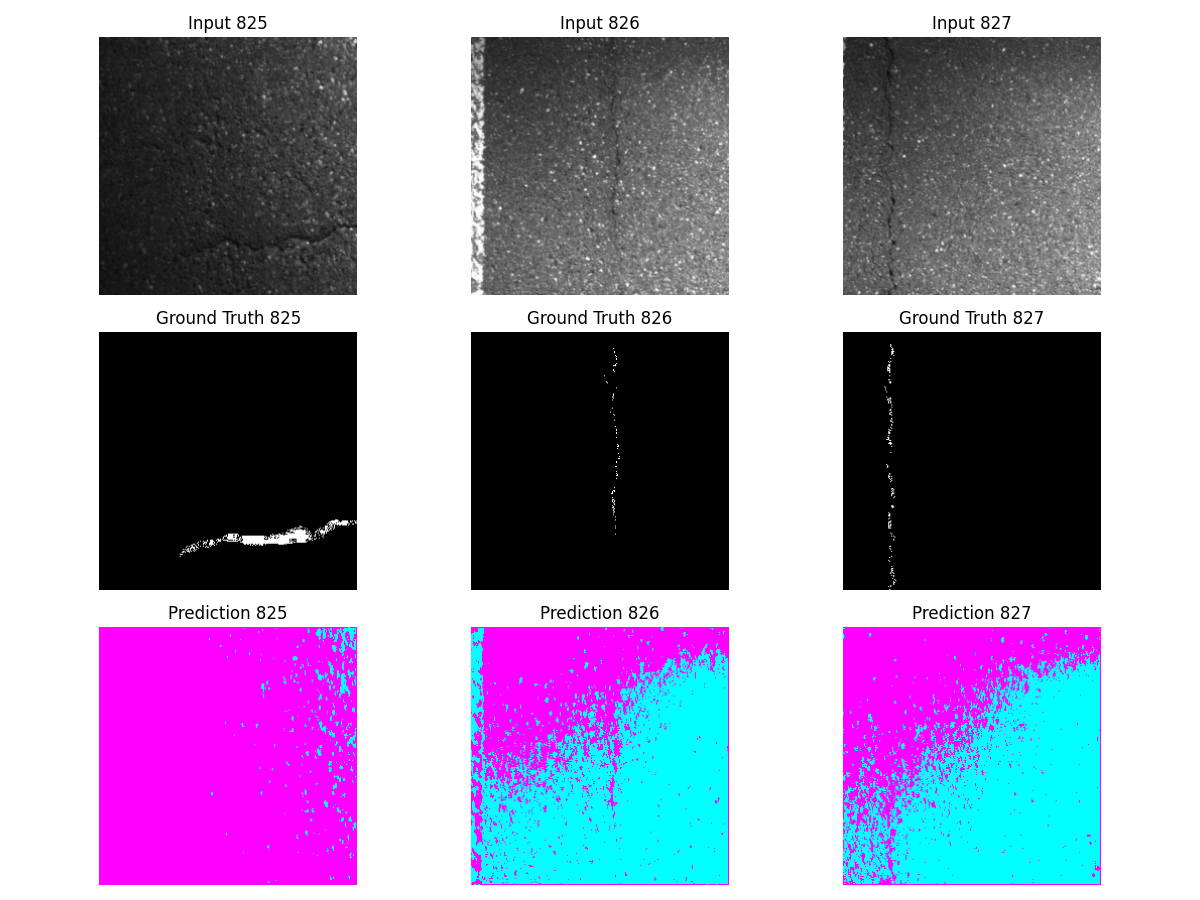 Input 825
Input 826
Input 827
Ground Truth 825
Ground Truth 826
Ground Truth 827
Prediction 825
Prediction 826
Prediction 827